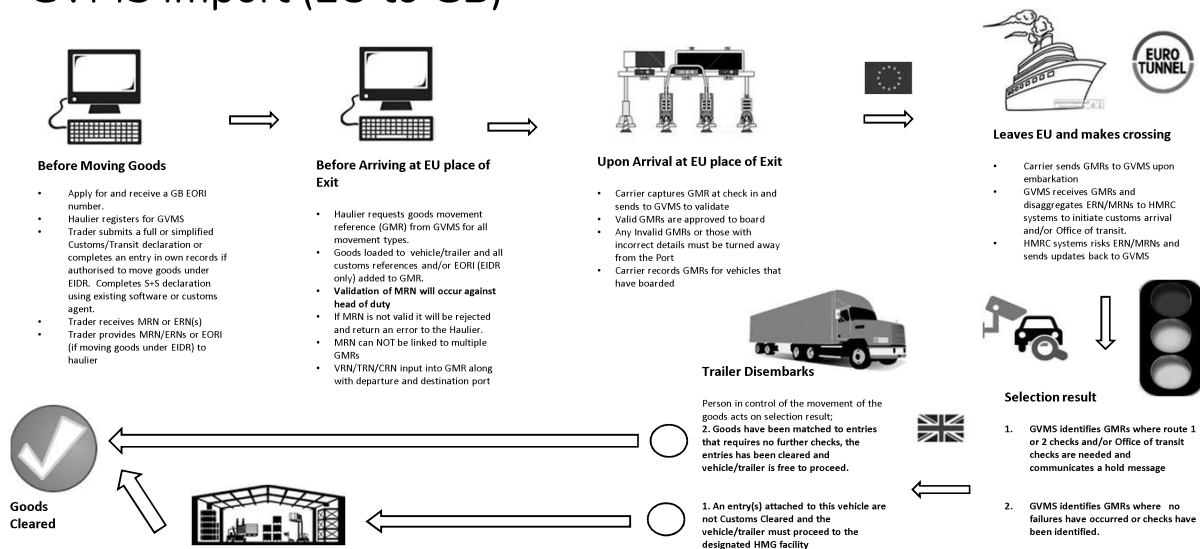 GVMS Import (EU to GB)
Before Moving Goods
• Apply for and receive a GB EORI
number.
• Haulier registers for GVMS
• Trader submits a full or simplified
Customs/Transit declaration or
completes an entry in own records if
authorised to move goods under
EIDR. Completes S+S declaration
using existing software or customs
agent.
• Trader receives MRN or ERN(s)
• Trader provides MRN/ERNs or EORI
(if moving goods under EIDR) to
haulier
Before Arriving at EU place of
Exit
• Haulier requests goods movement
reference (GMR) from GVMS for all
movement types.
• Goods loaded to vehicle/trailer and all
customs references and/or EORI (EIDR
only) added to GMR.
• Validation of MRN will occur against
head of duty
• If MRN is not valid it will be rejected
and return an error to the Haulier.
• MRN can NOT be linked to multiple
GMRs
• VRN/TRN/CRN input into GMR along
with departure and destination port
Upon Arrival at EU place of Exit
• Carrier captures GMR at check in and
sends to GVMS to validate
• Valid GMRs are approved to board
• Any Invalid GMRs or those with
incorrect details must be turned away
from the Port
• Carrier records GMRs for vehicles that
have boarded
EURO
TUNNEL
Leaves EU and makes crossing
• Carrier sends GMRs to GVMS upon
embarkation
• GVMS receives GMRs and
disaggregates ERN/MRNs to HMRC
systems to initiate customs arrival
and/or Office of transit.
• HMRC systems risks ERN/MRNs and
sends updates back to GVMS
Selection result
1. GVMS identifies GMRs where route 1
or 2 checks and/or Office of transit
checks are needed and
communicates a hold message
2. GVMS identifies GMRs where no
failures have occurred or checks have
been identified.
Trailer Disembarks
Person in control of the movement of the
goods acts on selection result;
2. Goods have been matched to entries
that requires no further checks, the
entries has been cleared and
vehicle/trailer is free to proceed.
1. An entry(s) attached to this vehicle are
not Customs Cleared and the
vehicle/trailer must proceed to the
designated HMG facility
Goods
Cleared